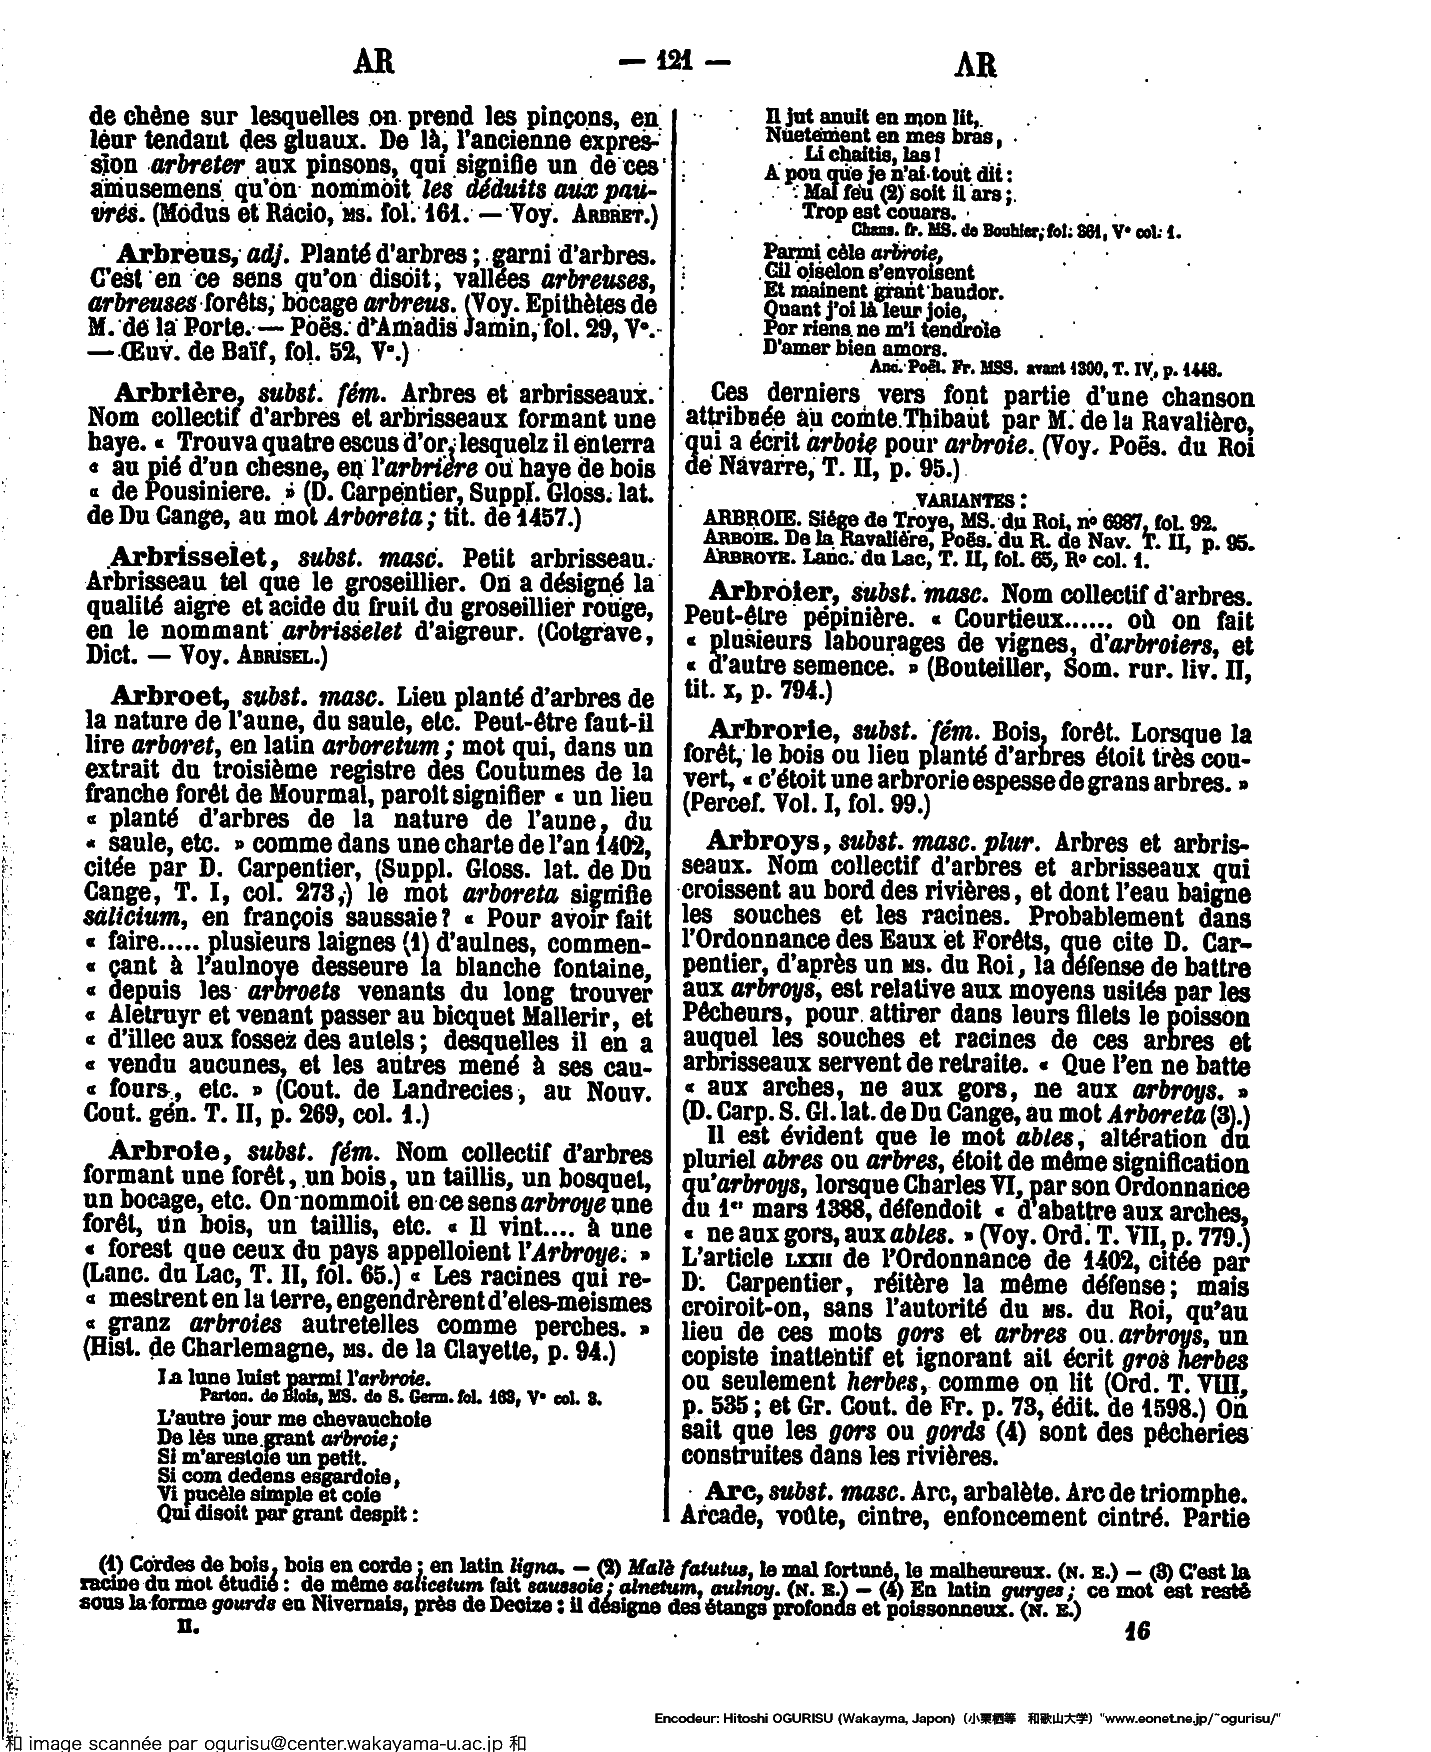 AR — 121 — AR
de chêne sur lesquelles on prend les pinçons, en
leur tendant des gluaux. De là, l'ancienne expres-
sion arbreter aux pinsons, qui signifie un de ces
amusemens qu'on nommoit les déduits aux pau-
vres. (Modus et Racio, MS. fol. 161. — Voy. ARBRET.)
Arbreus, adj. Planté d'arbres ; garni d'arbres.
C'est en ce sens qu'on disoit, vallées arbreuses,
arbreuses forêts, bocage arbreus. (Voy. Epithètes de
M. de la Porte. — Poës. d'Amadis Jamin, fol. 29, V°.
— Œuv. de Baïf, fol. 52, V°.)
Arbrière, subst. fém. Arbres et arbrisseaux.
Nom collectif d'arbres et arbrisseaux formant une
haye. « Trouva quatre escus d'or, lesquelz il enterra
« au pié d'un chesne, en l'arbrière ou haye de bois
« de Pousiniere. » (D. Carpentier, Suppl. Gloss. lat.
de Du Cange, au mot Arboreta ; tit. de 1457.)
Arbrisselet, subst. masc. Petit arbrisseau.
Arbrisseau tel que le groseillier. On a désigné la
qualité aigre et acide du fruit du groseillier rouge,
en le nommant arbrisselet d'aigreur. (Cotgrave,
Dict. — Voy. ABRISEL.)
Arbroet, subst. masc. Lieu planté d'arbres de
la nature de l'aune, du saule, etc. Peut-être faut-il
lire arboret, en latin arboretum ; mot qui, dans un
extrait du troisième registre des Coutumes de la
franche forêt de Mourmal, paroît signifier « un lieu
« planté d'arbres de la nature de l'aune, du
« saule, etc. » comme dans une charte de l'an 1402,
citée par D. Carpentier, (Suppl. Gloss. lat. de Du
Cange, T. I, col. 273,) le mot arboreta signifie
salicium, en françois saussaie ? « Pour avoir fait
« faire..... plusieurs laignes (1) d'aulnes, commen-
« çant à l'aulnoye desseure la blanche fontaine,
« depuis les arbroets venants du long trouver
« Aletruyr et venant passer au bicquet Mallerir, et
« d'illec aux fossez des autels ; desquelles il en a
« vendu aucunes, et les autres mené à ses cau-
« fours, etc. » (Cout. de Landrecies, au Nouv.
Cout. gén. T. II, p. 269, col. 1.)
Arbroie, subst. fém. Nom collectif d'arbres
formant une forêt, un bois, un taillis, un bosquet,
un bocage, etc. On nommoit en ce sens arbroye une
forêt, un bois, un taillis, etc. « Il vint.... à une
« forest que ceux du pays appelloient l'Arbroye. »
(Lanc. du Lac, T. II, fol. 65.) « Les racines qui re-
« mestrent en la terre, engendrèrent d'eles-meismes
« granz arbroies autretelles comme perches. »
(Hist. de Charlemagne, MS. de la Clayette, p. 94.)
La lune luist parmi l'arbroie.
Parton. de Blois, MS. de S. Germ. fol. 163, V° col. 3.
L'autre jour me chevauchoie
De lès une grant arbroie ;
Si m'arestoie un petit.
Si com dedens esgardoie,
Vi pucèle simple et coie
Qui disoit par grant despit :
Il jut anuit en mon lit,
Nuetement en mes bras,
Li chaitis, las !
A pou que je n'ai tout dit :
Mal feu (2) soit il ars ;
Trop est couars.
Chans. fr. MS. de Bouhier, fol. 361, V° col. 1.
Parmi cèle arbroie,
Cil oiselon s'envoisent
Et mainent grant baudor.
Quant j'oi là leur joie,
Por riens ne m'i tendroie
D'amer bien amors.
Anc. Poël. Fr. MSS. avant 1300, T. IV, p. 1448.
Ces derniers vers font partie d'une chanson
attribuée au comte Thibaut par M. de la Ravalière,
qui a écrit arboie pour arbroie. (Voy. Poës. du Roi
de Navarre, T. II, p. 95.)
VARIANTES :
ARBROIE. Siége de Troye, MS. du Roi, n° 6987, fol. 92.
ARBOIE. De la Ravalière, Poës. du R. de Nav. T. II, p. 95.
ARBROYE. Lanc. du Lac, T. II, fol. 65, R° col. 1.
Arbroier, subst. masc. Nom collectif d'arbres.
Peut-être pépinière. « Courtieux...... où on fait
« plusieurs labourages de vignes, d'arbroiers, et
« d'autre semence. » (Bouteiller, Som. rur. liv. II,
tit. X, p. 794.)
Arbrorie, subst. fém. Bois, forêt. Lorsque la
forêt, le bois ou lieu planté d'arbres étoit très cou-
vert, « c'étoit une arbrorie espesse de grans arbres. »
(Percef. Vol. I, fol. 99.)
Arbroys, subst. masc. plur. Arbres et arbris-
seaux. Nom collectif d'arbres et arbrisseaux qui
croissent au bord des rivières, et dont l'eau baigne
les souches et les racines. Probablement dans
l'Ordonnance des Eaux et Forêts, que cite D. Car-
pentier, d'après un MS. du Roi, la défense de battre
aux arbroys, est relative aux moyens usités par les
Pêcheurs, pour attirer dans leurs filets le poisson
auquel les souches et racines de ces arbres et
arbrisseaux servent de retraite. « Que l'en ne batte
« aux arches, ne aux gors, ne aux arbroys. »
(D. Carp. S. Gl. lat. de Du Cange, au mot Arboreta (3).)
Il est évident que le mot ables, altération du
pluriel abres ou arbres, étoit de même signification
qu'arbroys, lorsque Charles VI, par son Ordonnance
du 1er mars 1388, défendoit « d'abattre aux arches,
« ne aux gors, aux ables. » (Voy. Ord. T. VII, p. 779.)
L'article LXXII de l'Ordonnance de 1402, citée par
D. Carpentier, réitère la même défense ; mais
croiroit-on, sans l'autorité du MS. du Roi, qu'au
lieu de ces mots gors et arbres ou arbroys, un
copiste inattentif et ignorant ait écrit gros herbes
ou seulement herbes, comme on lit (Ord. T. VIII,
p. 535 ; et Gr. Cout. de Fr. p. 73, édit. de 1598.) On
sait que les gors ou gords (4) sont des pêcheries
construites dans les rivières.
Arc, subst. masc. Arc, arbalète. Arc de triomphe.
Arcade, voûte, cintre, enfoncement cintré. Partie
(1) Cordes de bois, bois en corde ; en latin ligna. — (2) Malè fatutus, le mal fortuné, le malheureux. (N. E.) — (3) C'est la
racine du mot étudié : de même salicetum fait saussoie ; alnetum, aulnoy. (N. E.) — (4) En latin gurges ; ce mot est resté
sous la forme gourds en Nivernais, près de Decize : il désigne des étangs profonds et poissonneux. (N. E.)
II. 16
Encodeur: Hitoshi OGURISU (Wakayma, Japon) (小栗栖等 和歌山大学) "www.eonet.ne.jp/~ogurisu/"
和 image scannée par ogurisu@center.wakayama-u.ac.jp 和